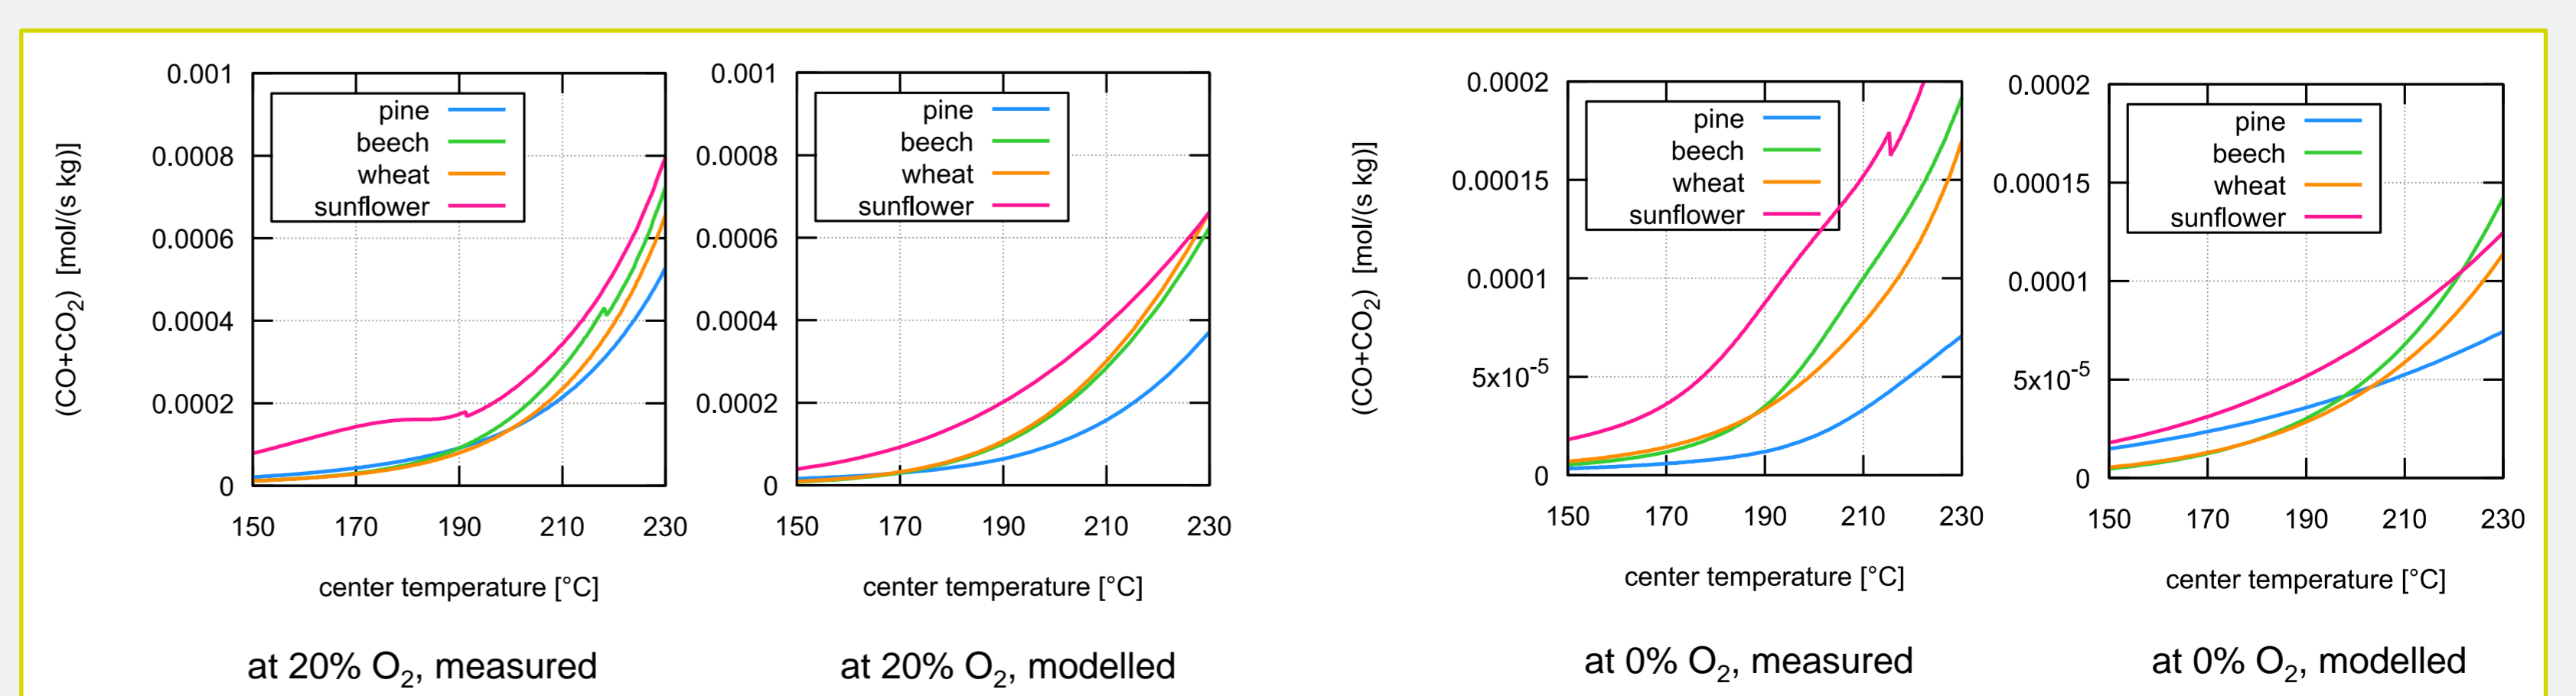 (CO+CO₂) [mol/(s kg)]
0.001
0.0008
0.0006
0.0004
0.0002
0
pine
beech
wheat
sunflower
150 170 190 210 230
center temperature [°C]
at 20% O₂, measured
0.001
0.0008
0.0006
0.0004
0.0002
0
pine
beech
wheat
sunflower
150 170 190 210 230
center temperature [°C]
at 20% O₂, modelled
(CO+CO₂) [mol/(s kg)]
0.0002
0.00015
0.0001
5x10⁻⁵
0
pine
beech
wheat
sunflower
150 170 190 210 230
center temperature [°C]
at 0% O₂, measured
0.0002
0.00015
0.0001
5x10⁻⁵
0
pine
beech
wheat
sunflower
150 170 190 210 230
center temperature [°C]
at 0% O₂, modelled